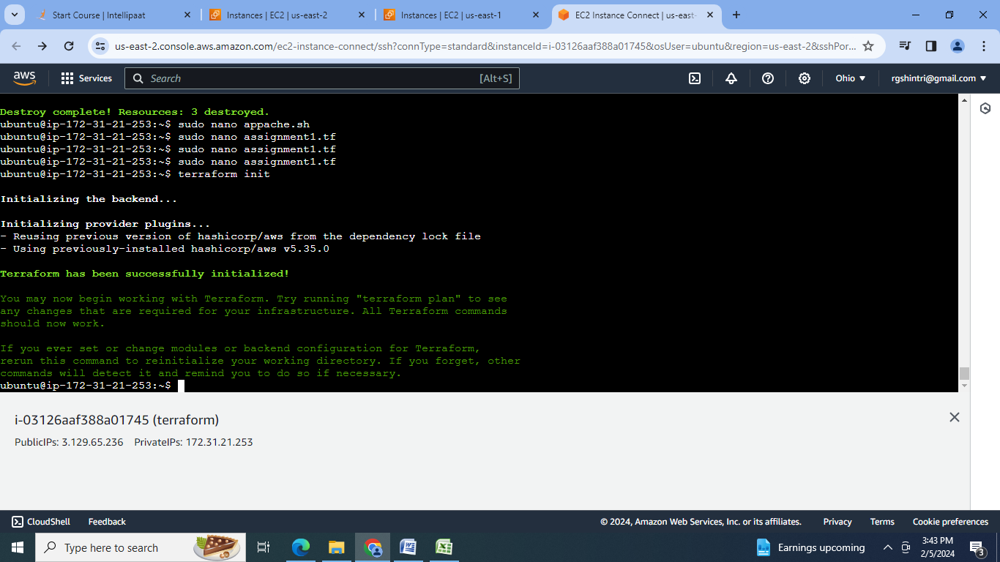 Start Course | Intellipaat
Instances | EC2 | us-east-2
Instances | EC2 | us-east-1
EC2 Instance Connect | us-east-
us-east-2.console.aws.amazon.com/ec2-instance-connect/ssh?connType=standard&instanceId=i-03126aaf388a01745&osUser=ubuntu&region=us-east-2&sshPor...
aws
Services
Search
[Alt+S]
Ohio
rgshintri@gmail.com
Destroy complete! Resources: 3 destroyed.
ubuntu@ip-172-31-21-253:~$ sudo nano appache.sh
ubuntu@ip-172-31-21-253:~$ sudo nano assignment1.tf
ubuntu@ip-172-31-21-253:~$ sudo nano assignment1.tf
ubuntu@ip-172-31-21-253:~$ sudo nano assignment1.tf
ubuntu@ip-172-31-21-253:~$ terraform init
Initializing the backend...
Initializing provider plugins...
- Reusing previous version of hashicorp/aws from the dependency lock file
- Using previously-installed hashicorp/aws v5.35.0
Terraform has been successfully initialized!
You may now begin working with Terraform. Try running "terraform plan" to see
any changes that are required for your infrastructure. All Terraform commands
should now work.
If you ever set or change modules or backend configuration for Terraform,
rerun this command to reinitialize your working directory. If you forget, other
commands will detect it and remind you to do so if necessary.
ubuntu@ip-172-31-21-253:~$
i-03126aaf388a01745 (terraform)
PublicIPs: 3.129.65.236 PrivateIPs: 172.31.21.253
CloudShell
Feedback
© 2024, Amazon Web Services, Inc. or its affiliates.
Privacy
Terms
Cookie preferences
Type here to search
Earnings upcoming
3:43 PM
2/5/2024
3